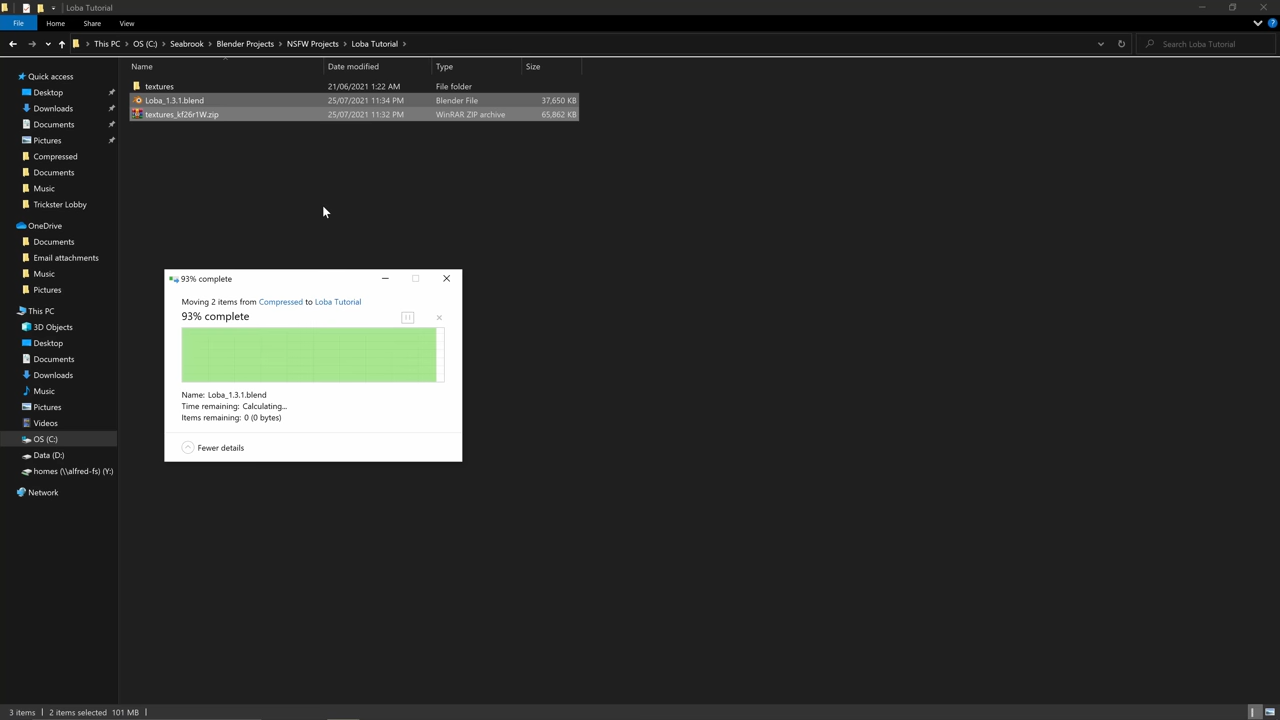 Loba Tutorial
File Home Share View
This PC OS (C:) Seabrook Blender Projects NSFW Projects Loba Tutorial
Search Loba Tutorial
Name Date modified Type Size
textures 21/06/2021 1:22 AM File folder
Loba_1.3.1.blend 25/07/2021 11:34 PM Blender File 37,650 KB
textures_kf26r1W.zip 25/07/2021 11:32 PM WinRAR ZIP archive 65,862 KB
Quick access
Desktop
Downloads
Documents
Pictures
Compressed
Documents
Music
Trickster Lobby
OneDrive
Documents
Email attachments
Music
Pictures
This PC
3D Objects
Desktop
Documents
Downloads
Music
Pictures
Videos
OS (C:)
Data (D:)
homes (\\alfred-fs) (Y:)
Network
93% complete
Moving 2 items from Compressed to Loba Tutorial
93% complete
Name: Loba_1.3.1.blend
Time remaining: Calculating...
Items remaining: 0 (0 bytes)
Fewer details
3 items 2 items selected 101 MB